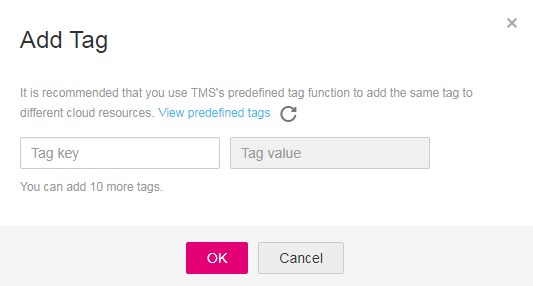 Add Tag
It is recommended that you use TMS's predefined tag function to add the same tag to
different cloud resources. View predefined tags
Tag key Tag value
You can add 10 more tags.
OK Cancel